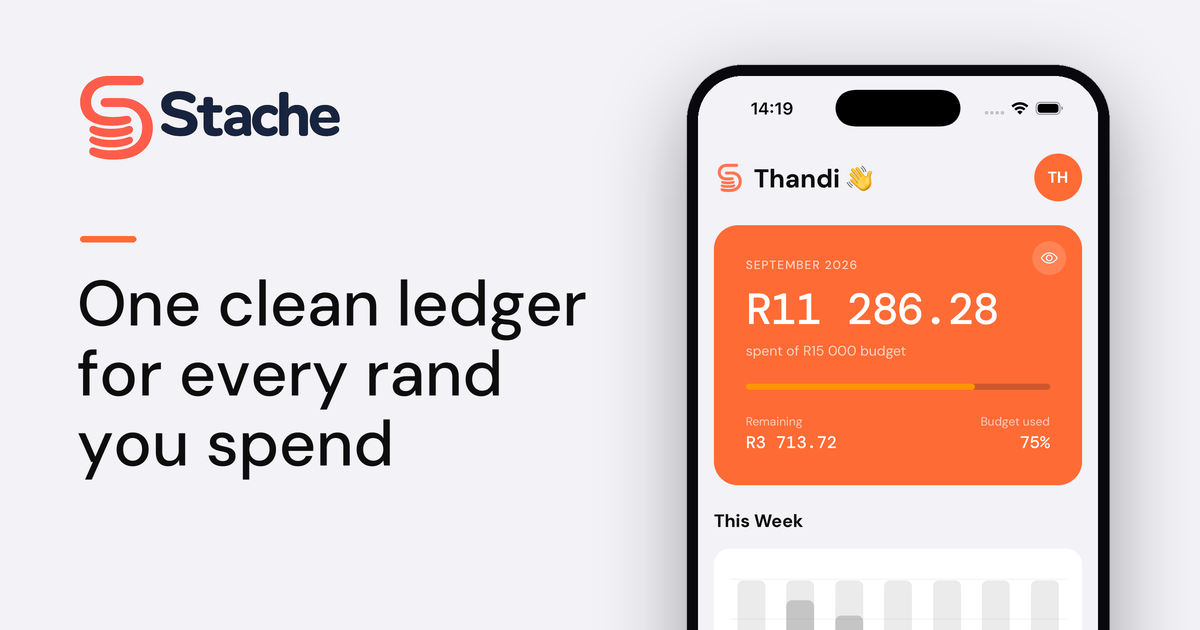 Stache
One clean ledger
for every rand
you spend
14:19
Thandi 👋
TH
SEPTEMBER 2026
R11 286.28
spent of R15 000 budget
Remaining
Budget used
R3 713.72
75%
This Week